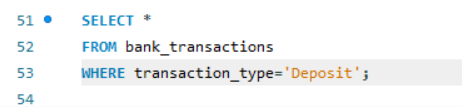 51 SELECT *
52 FROM bank_transactions
53 WHERE transaction_type='Deposit';
54